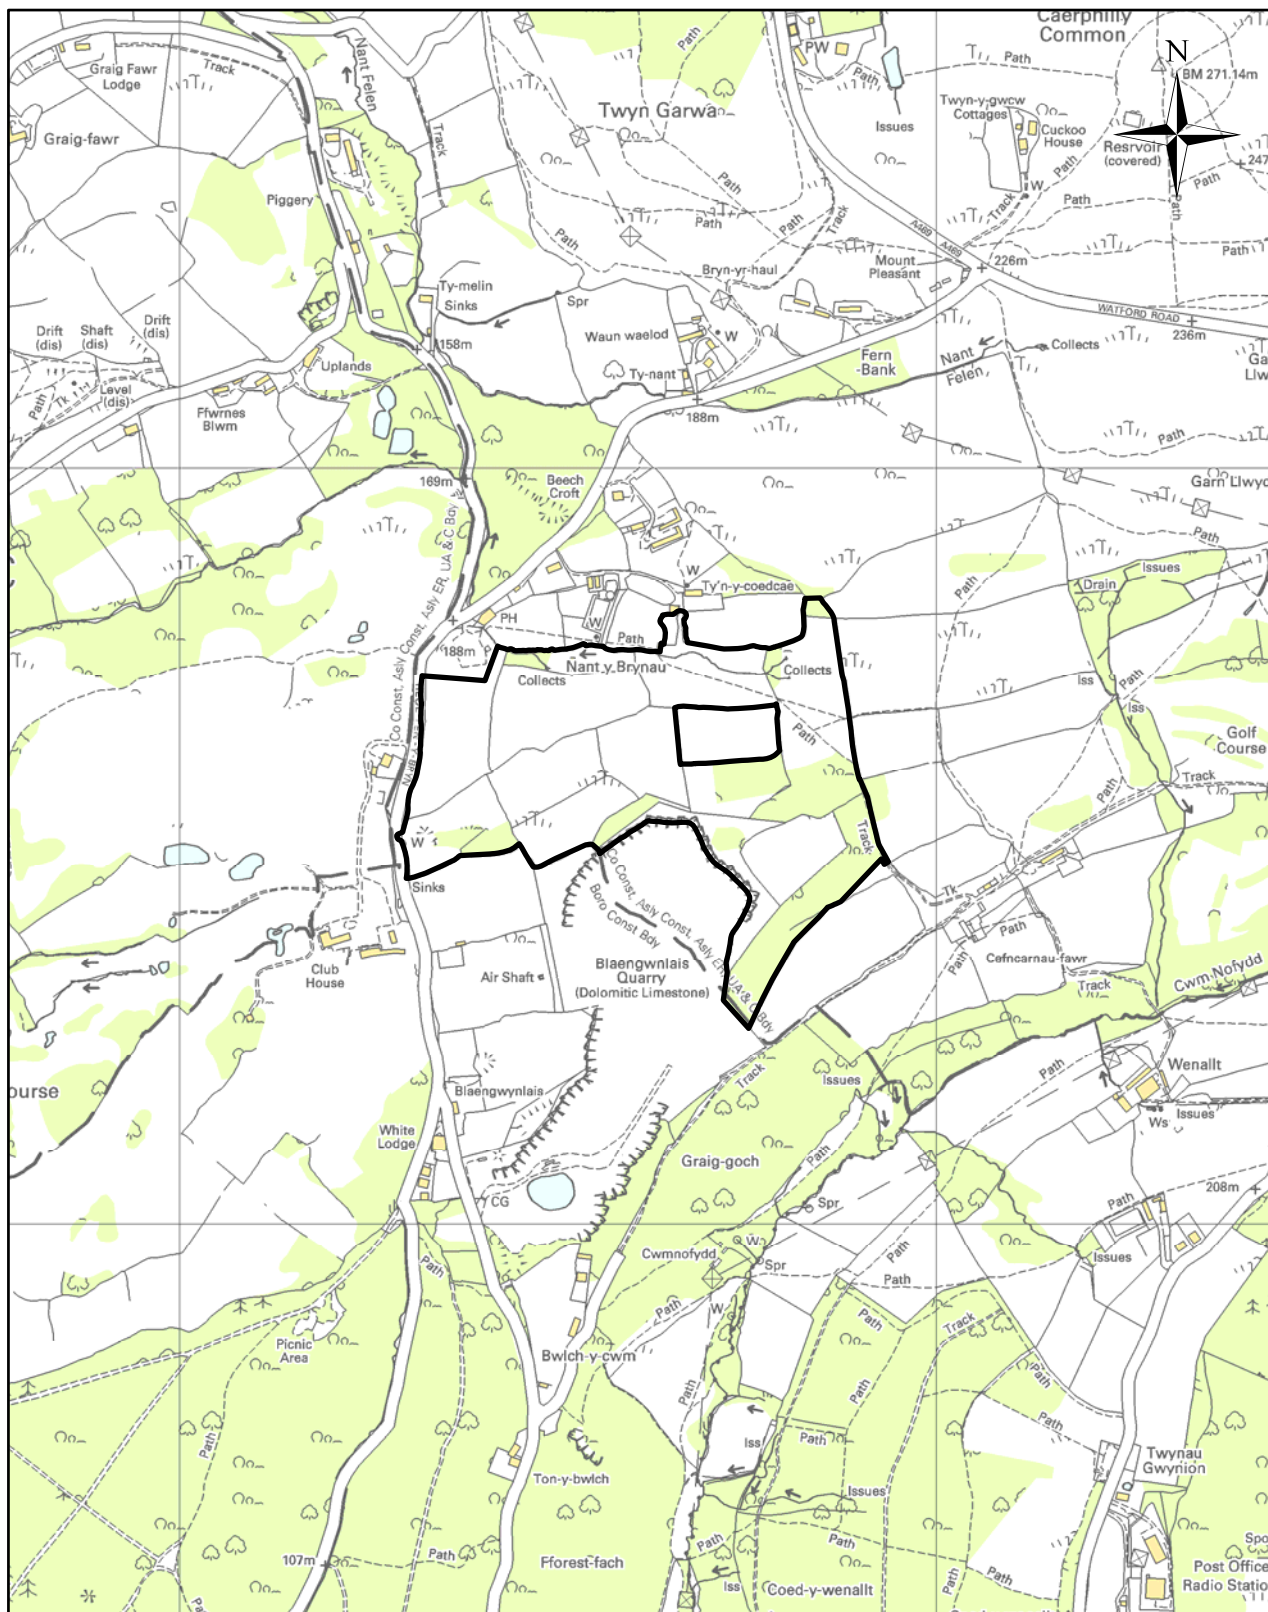 Caerphilly
Common
N
BM 271.14m
Path
PW
Path
Nant Felen
Graig Fawr
Lodge
Track
Track
Graig-fawr
Twyn Garwa
Issues
Twyn-y-gwcw
Cottages
Cuckoo
House
Resrvoir
(covered)
247
Path
Path
W
Track
Path
Path
Path
Piggery
Path
Path
Path
Path
Track
A469
A469
Path
226m
Mount
Pleasant
Bryn-yr-haul
Ty-melin
Sinks
Spr
Waun waelod
W
WATFORD ROAD
236m
Drift
(dis)
Shaft
(dis)
Drift
(dis)
158m
Uplands
Ty-nant
Fern
-Bank
Nant
Felen
Collects
Ga
Llw
Path
Tk
Level
(dis)
Ffwrnes
Blwm
188m
Path
169m
Beech
Croft
Garn Llwyd
Path
Co Const, Asly Const, Asly ER, UA & C Bdy
W
Ty'n-y-coedcae
Path
Drain
Issues
PH
W
Path
188m
P
Nant y Brynau
Collects
Collects
Path
Iss
Path
Iss
Golf
Course
Path
Track
W
Sinks
Track
Tk
Path
Path
Cefncarnau-fawr
Co Const, Asly Const, Asly ER, UA & C Bdy
Boro Const Bdy
Club
House
Air Shaft
Blaengwnlais
Quarry
(Dolomitic Limestone)
Track
Cwm Nofydd
Track
Issues
Path
Wenallt
Issues
Ws
ourse
Blaengwynlais
White
Lodge
CG
Graig-goch
Path
Spr
208m
Path
Issues
Cwmnofydd
W
Spr
Path
Path
Path
W
Path
Track
Path
Picnic
Area
Bwlch-y-cwm
Path
Path
Path
Path
Path
Iss
Path
Ton-y-bwlch
Issues
Twynau
Gwynion
107m
Path
Fforest-fach
Path
Iss
Path
Path
Coed-y-wenallt
Path
Path
Spo
Post Office
Radio Statio